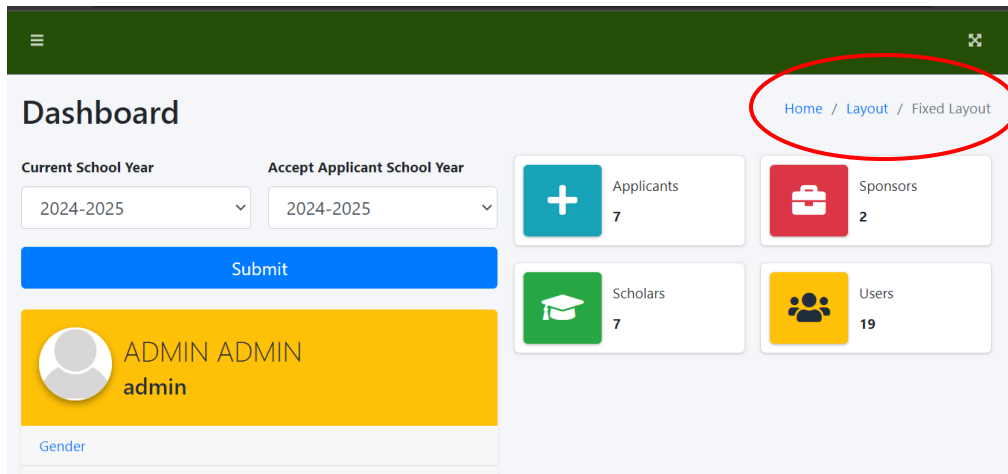 Dashboard
Home / Layout / Fixed Layout
Current School Year
Accept Applicant School Year
2024-2025
2024-2025
Submit
Applicants
7
Sponsors
2
Scholars
7
Users
19
ADMIN ADMIN
admin
Gender